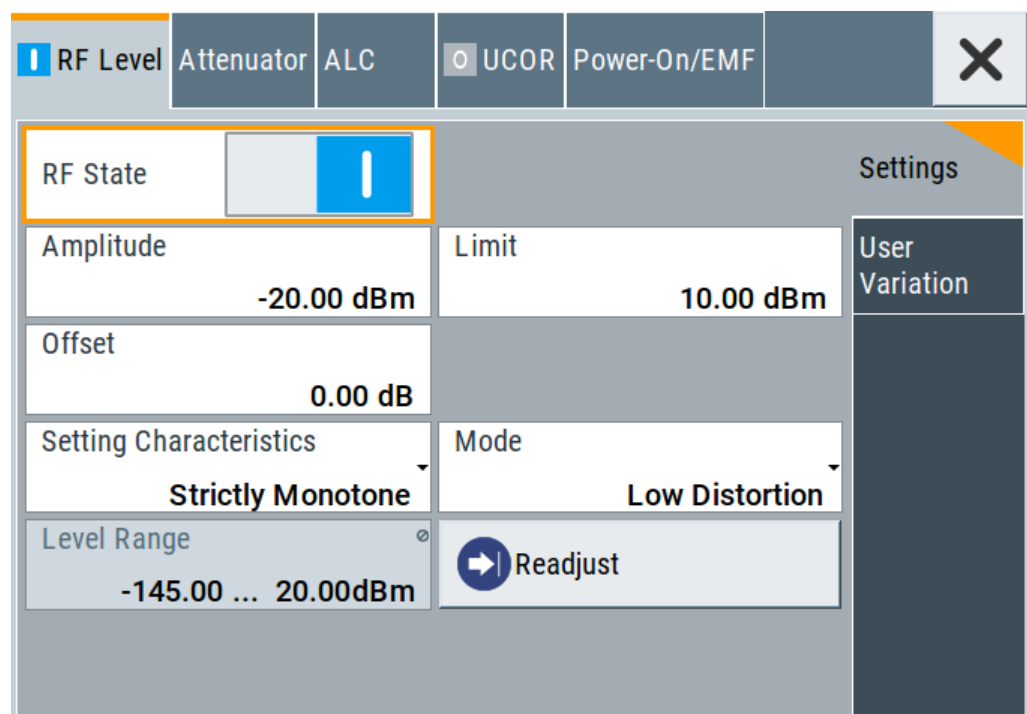 RF Level
Attenuator
ALC
O UCOR
Power-On/EMF
RF State
Settings
Amplitude
-20.00 dBm
Limit
10.00 dBm
User
Variation
Offset
0.00 dB
Setting Characteristics
Strictly Monotone
Mode
Low Distortion
Level Range
-145.00 ... 20.00dBm
Readjust